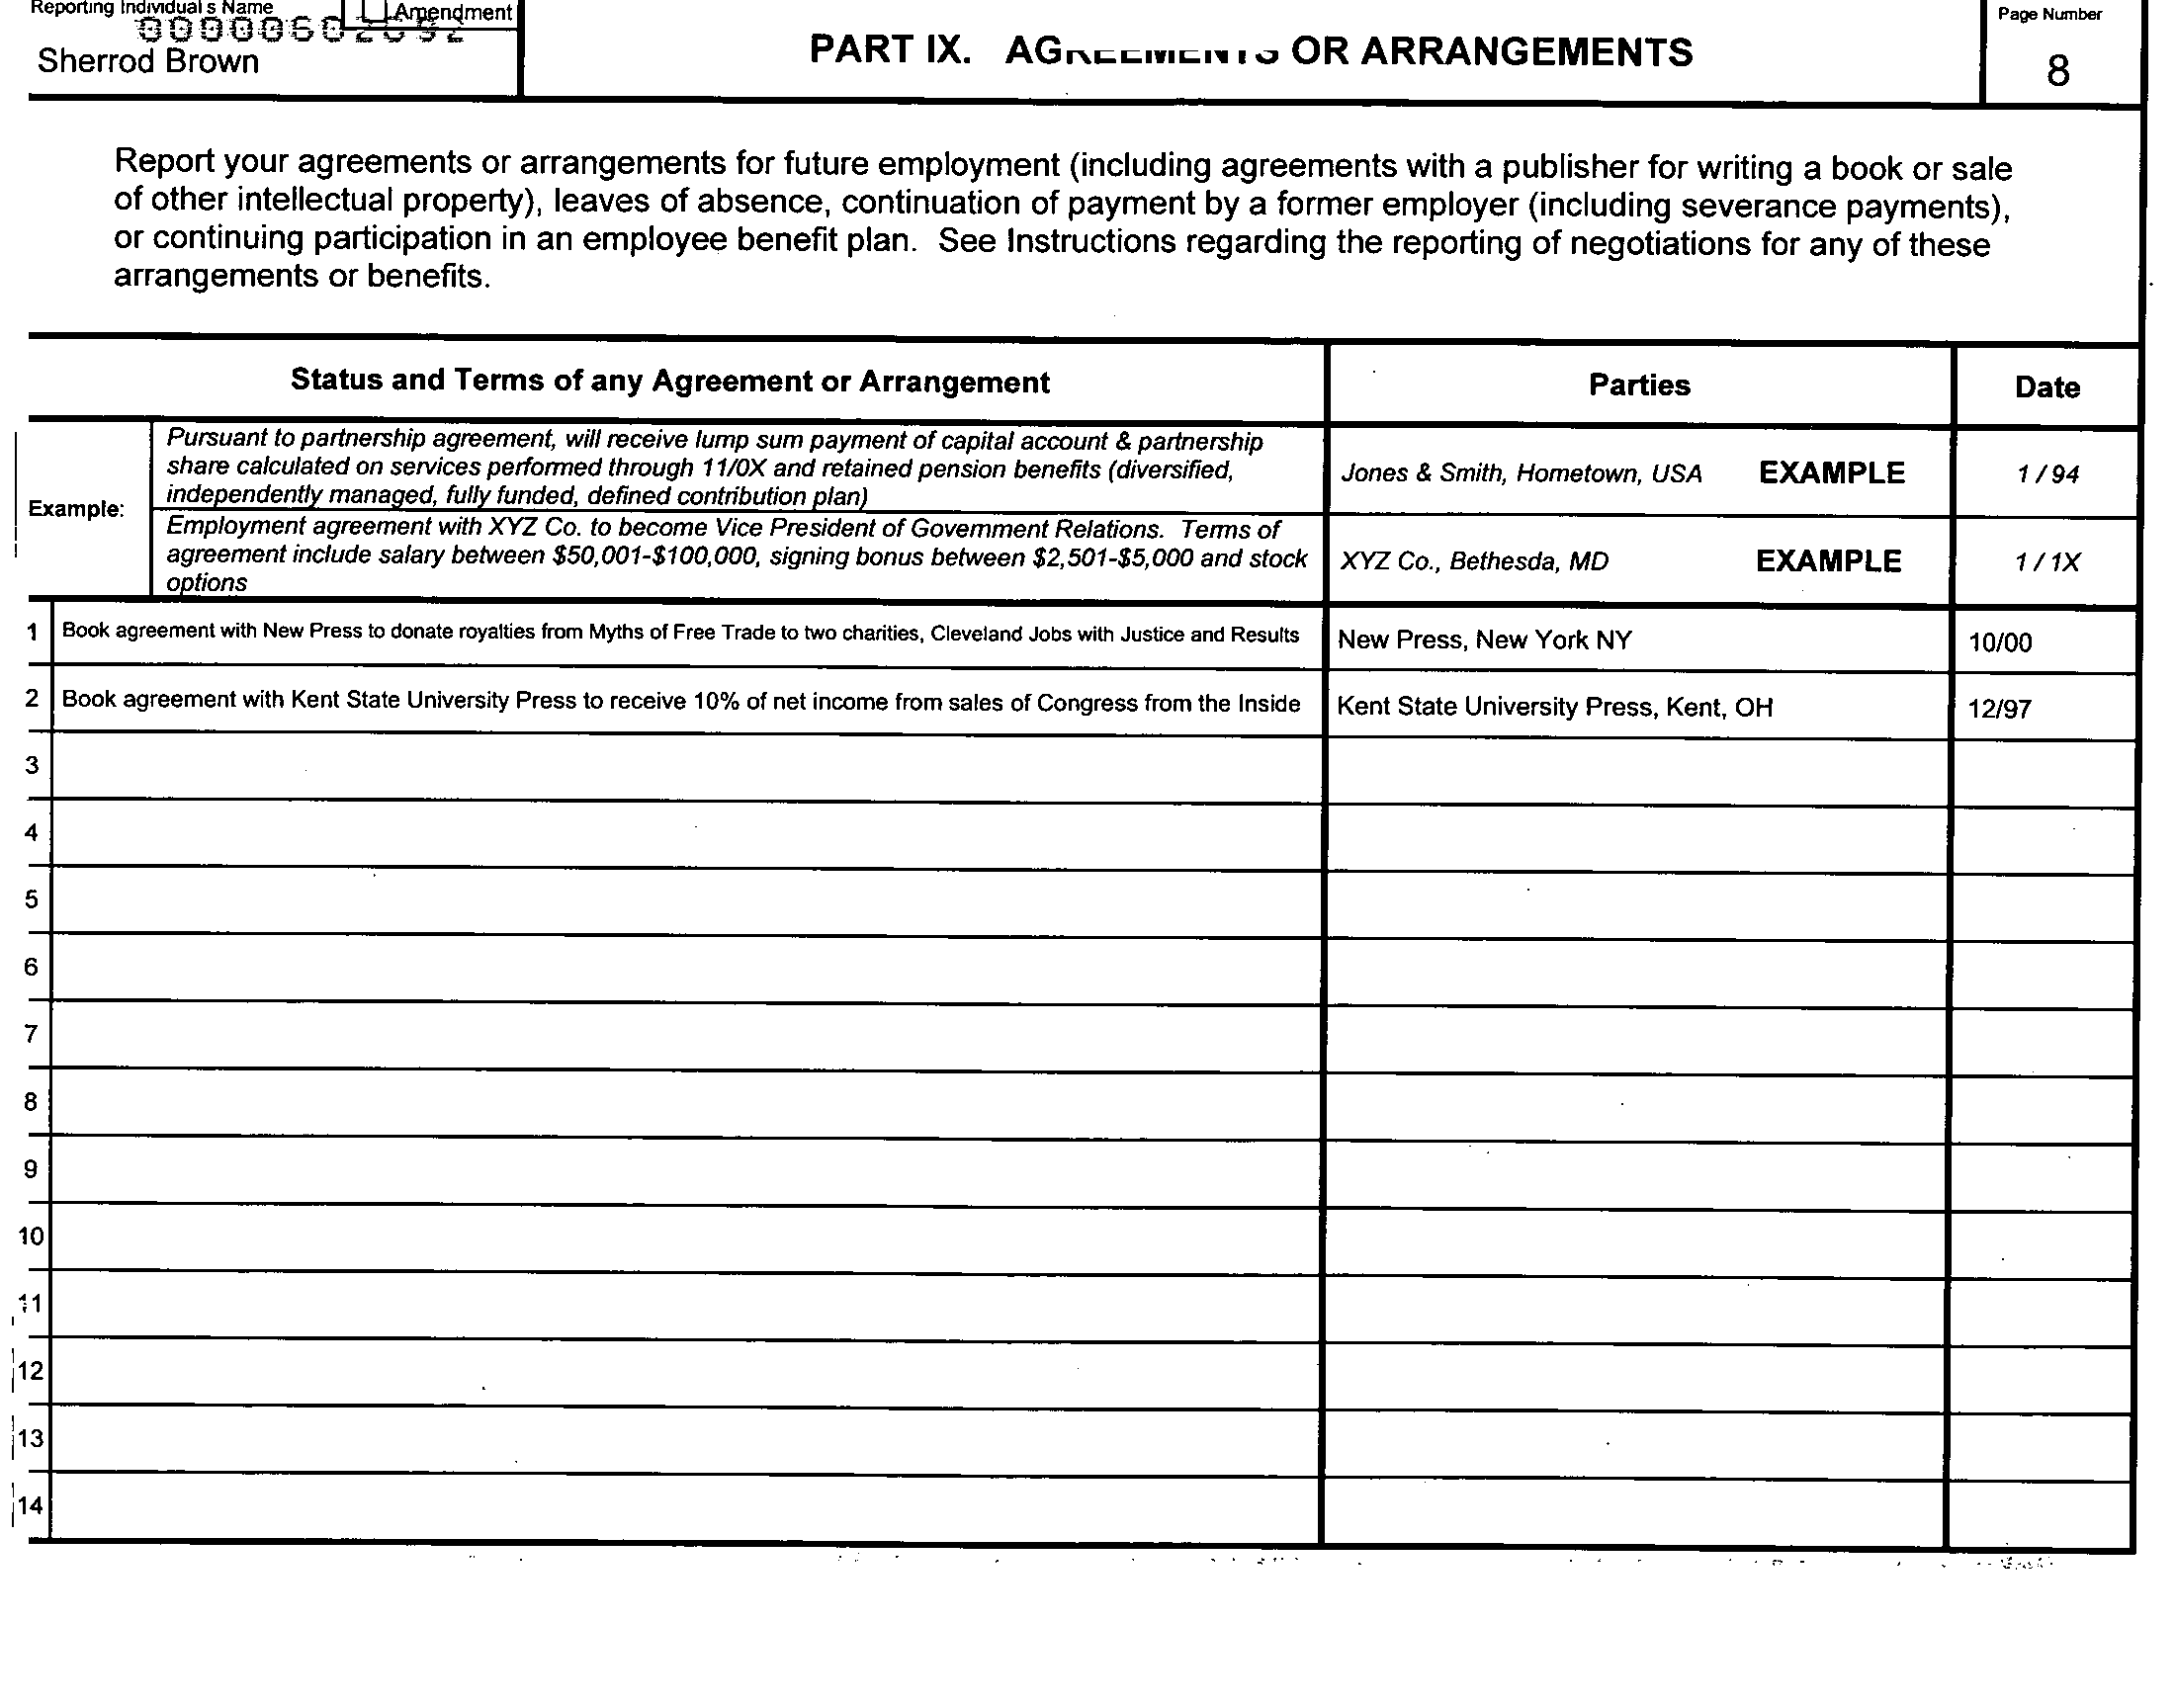 Reporting Individual s Name
Amendment
Sherrod Brown
PART IX. AGREEMENTS OR ARRANGEMENTS
Page Number
8
Report your agreements or arrangements for future employment (including agreements with a publisher for writing a book or sale
of other intellectual property), leaves of absence, continuation of payment by a former employer (including severance payments),
or continuing participation in an employee benefit plan. See Instructions regarding the reporting of negotiations for any of these
arrangements or benefits.
Status and Terms of any Agreement or Arrangement Parties Date
Example:
Pursuant to partnership agreement, will receive lump sum payment of capital account & partnership
share calculated on services performed through 11/0X and retained pension benefits (diversified,
independently managed, fully funded, defined contribution plan)
Jones & Smith, Hometown, USA EXAMPLE 1 / 94
Employment agreement with XYZ Co. to become Vice President of Government Relations. Terms of
agreement include salary between $50,001-$100,000, signing bonus between $2,501-$5,000 and stock
options
XYZ Co., Bethesda, MD EXAMPLE 1 / 1X
1 Book agreement with New Press to donate royalties from Myths of Free Trade to two charities, Cleveland Jobs with Justice and Results New Press, New York NY 10/00
2 Book agreement with Kent State University Press to receive 10% of net income from sales of Congress from the Inside Kent State University Press, Kent, OH 12/97
3
4
5
6
7
8
9
10
11
12
13
14